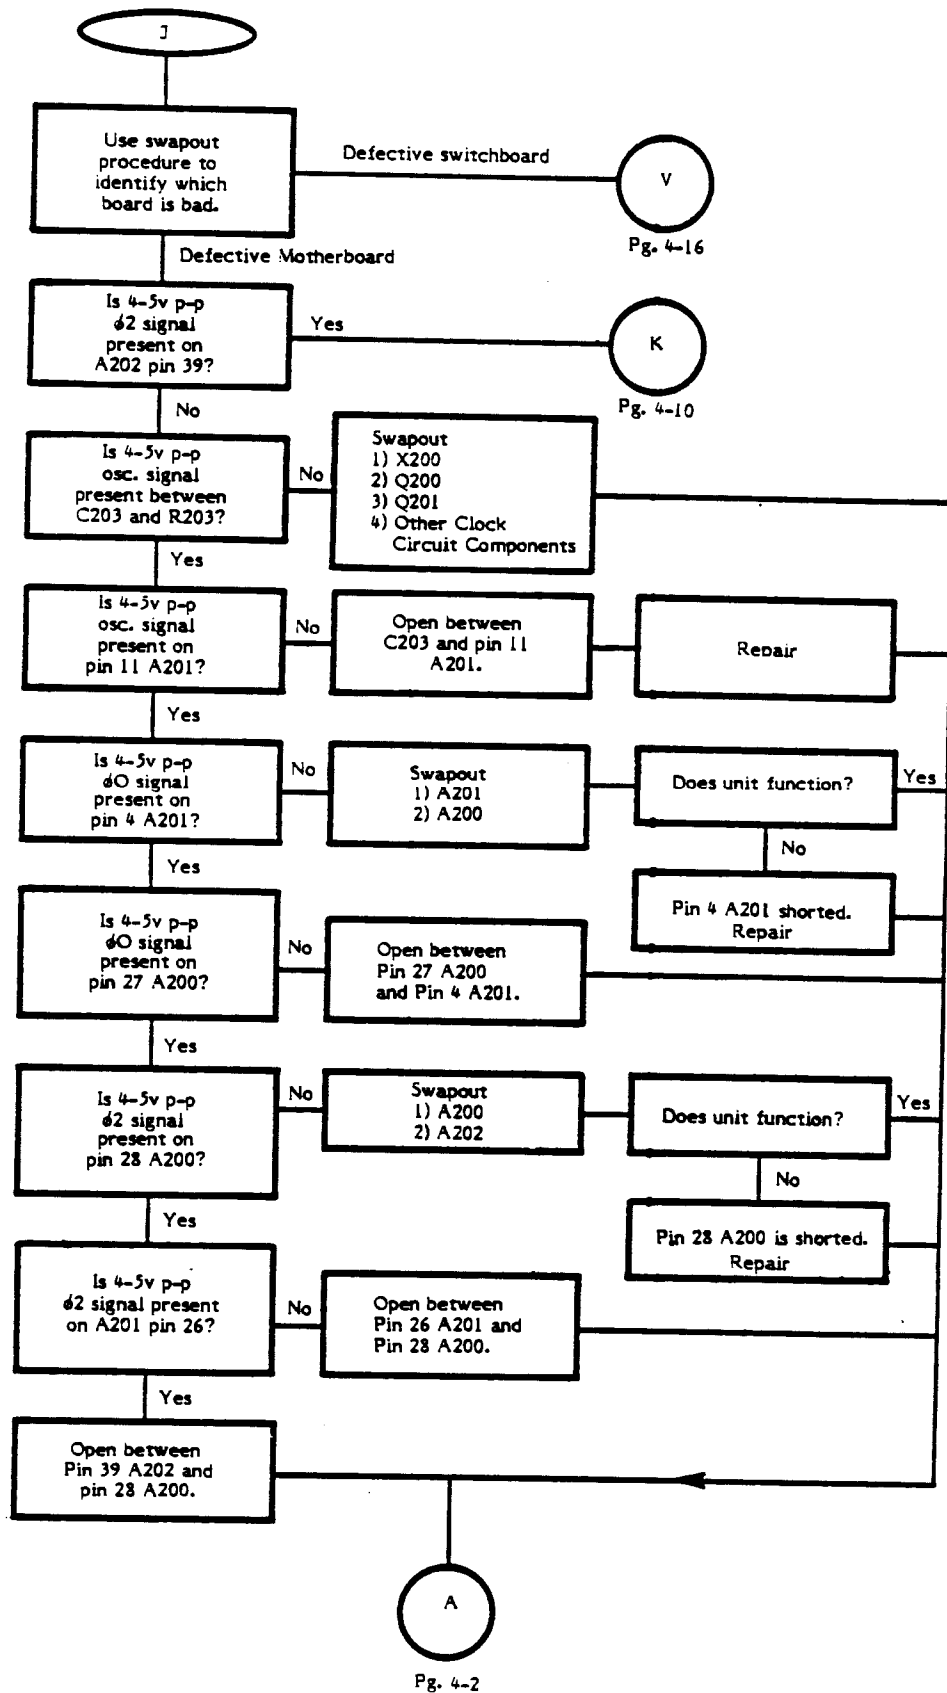 J
Use swapout
procedure to
identify which
board is bad.
Defective switchboard
V
Pg. 4-16
Defective Motherboard
Is 4-5v p-p
ϕ2 signal
present on
A202 pin 39?
Yes
K
Pg. 4-10
No
Is 4-5v p-p
osc. signal
present between
C203 and R203?
No
Swapout
1) X200
2) Q200
3) Q201
4) Other Clock
Circuit Components
Yes
Is 4-5v p-p
osc. signal
present on
pin 11 A201?
No
Open between
C203 and pin 11
A201.
Repair
Yes
Is 4-5v p-p
ϕO signal
present on
pin 4 A201?
No
Swapout
1) A201
2) A200
Does unit function?
Yes
No
Pin 4 A201 shorted.
Repair
Yes
Is 4-5v p-p
ϕO signal
present on
pin 27 A200?
No
Open between
Pin 27 A200
and Pin 4 A201.
Yes
Is 4-5v p-p
ϕ2 signal
present on
pin 28 A200?
No
Swapout
1) A200
2) A202
Does unit function?
Yes
No
Pin 28 A200 is shorted.
Repair
Yes
Is 4-5v p-p
ϕ2 signal present
on A201 pin 26?
No
Open between
Pin 26 A201 and
Pin 28 A200.
Yes
Open between
Pin 39 A202 and
pin 28 A200.
A
Pg. 4-2